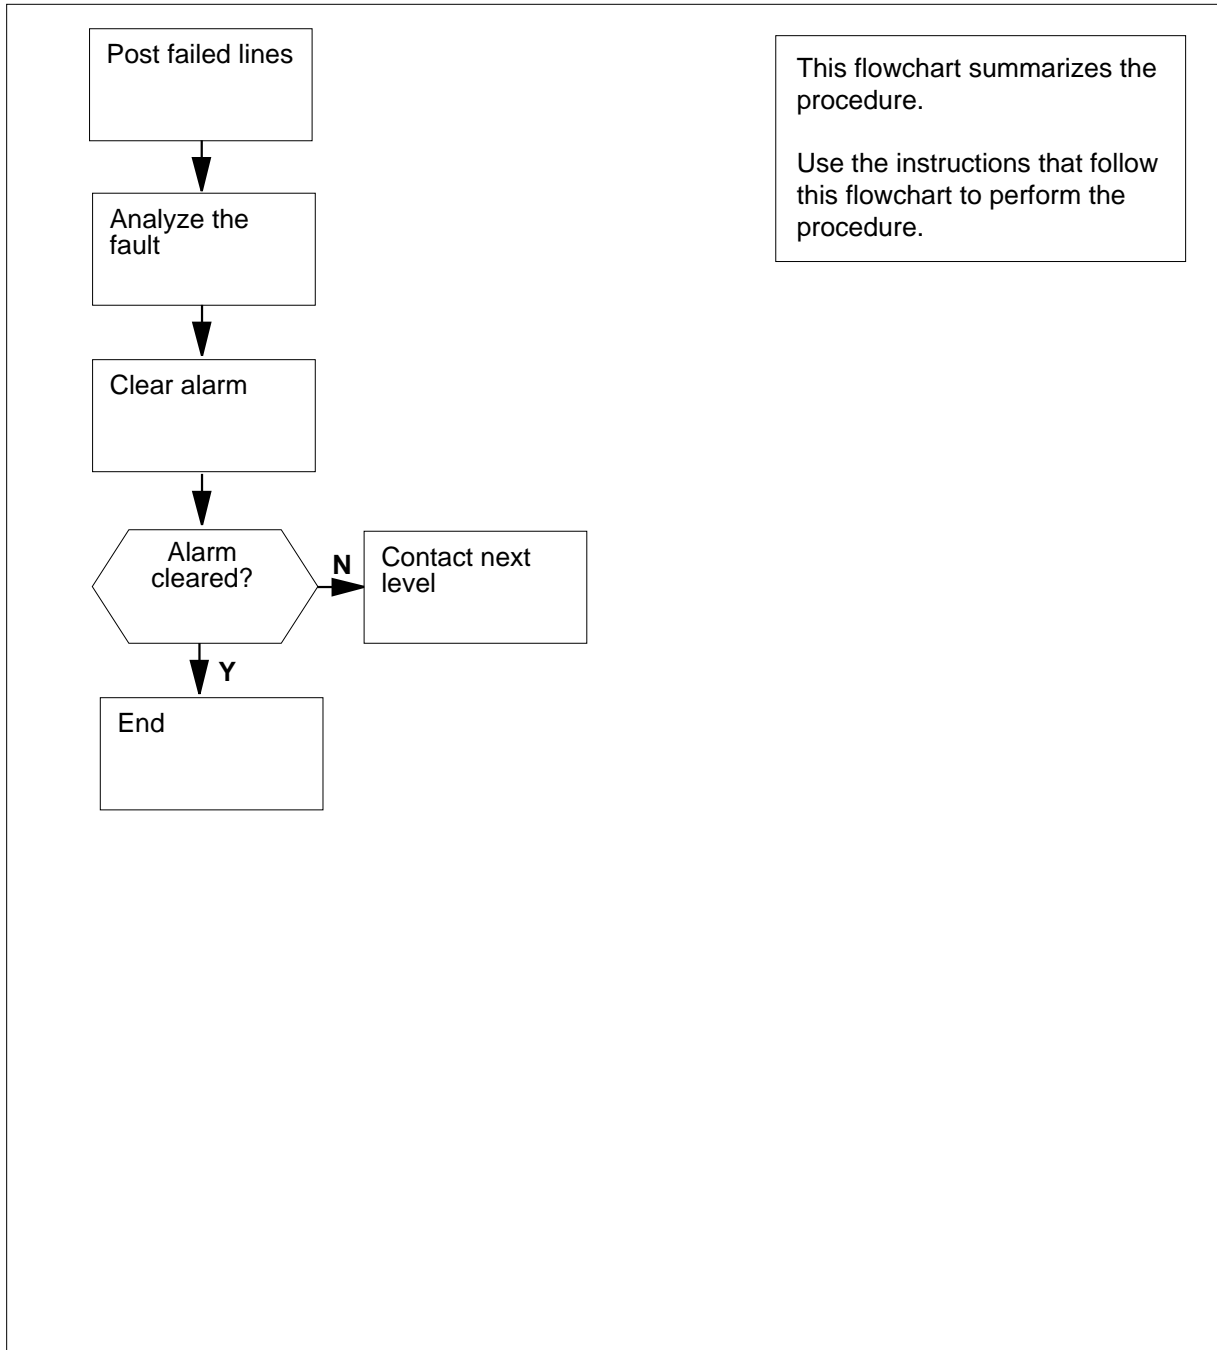 Post failed lines
This flowchart summarizes the
procedure.
Use the instructions that follow
this flowchart to perform the
procedure.
Analyze the
fault
Clear alarm
Alarm
cleared?
N
Contact next
level
Y
End